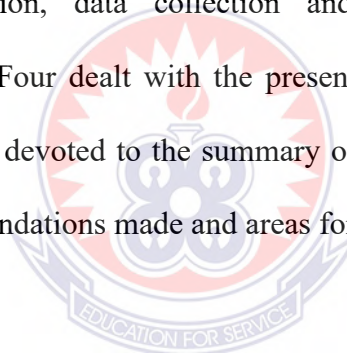 ion, data collection and
Four dealt with the presen
devoted to the summary o
ndations made and areas fo
EDUCATION FOR SERVICE